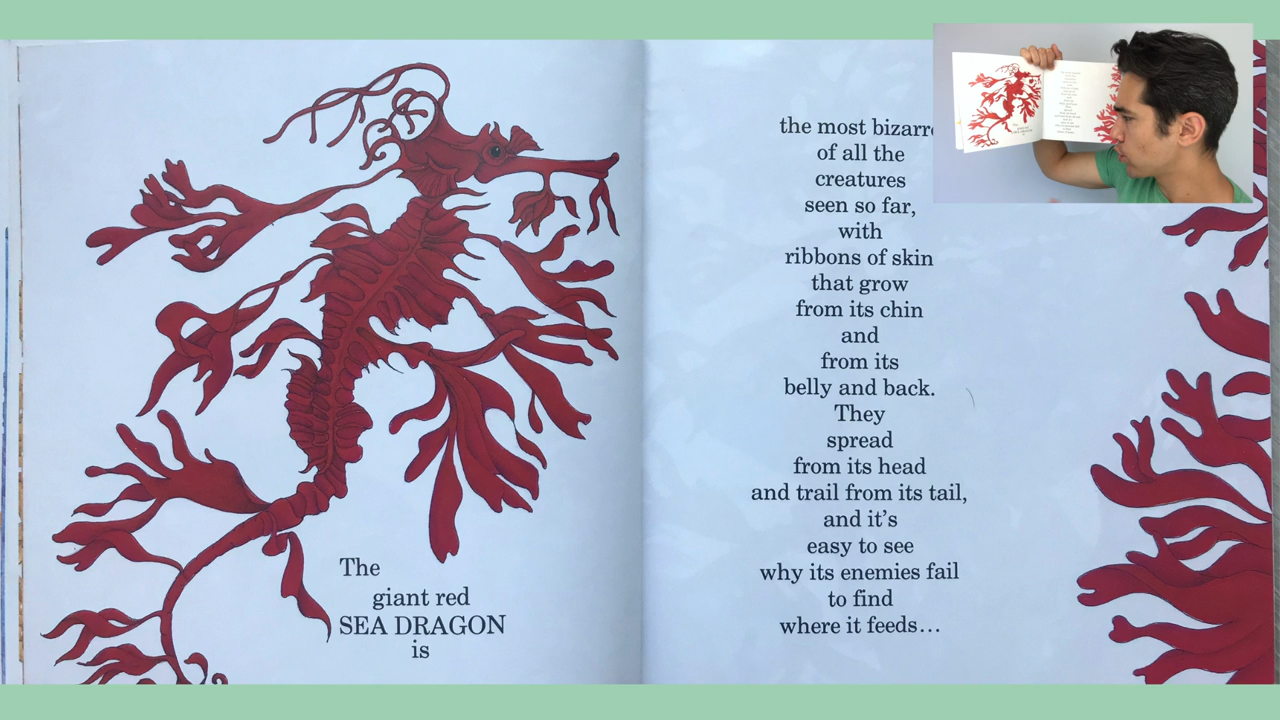 The
giant red
SEA DRAGON
is
the most bizarre
of all the
creatures
seen so far,
with
ribbons of skin
that grow
from its chin
and
from its
belly and back.
They
spread
from its head
and trail from its tail,
and it's
easy to see
why its enemies fail
to find
where it feeds...